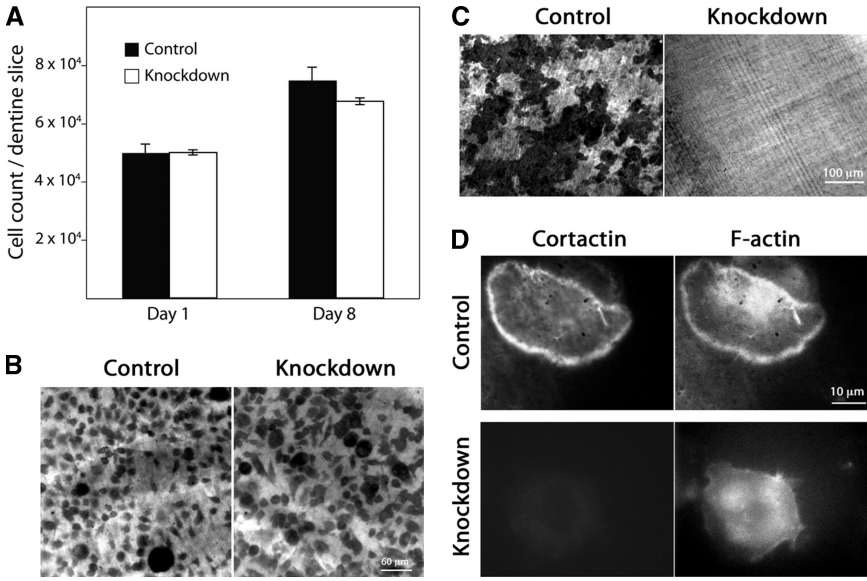 A
Control
Knockdown
8 x 10⁴
6 x 10⁴
4 x 10⁴
2 x 10⁴
Cell count / dentine slice
Day 1
Day 8
B
Control
Knockdown
60 μm
C
Control
Knockdown
100 μm
D
Cortactin
F-actin
Control
10 μm
Knockdown